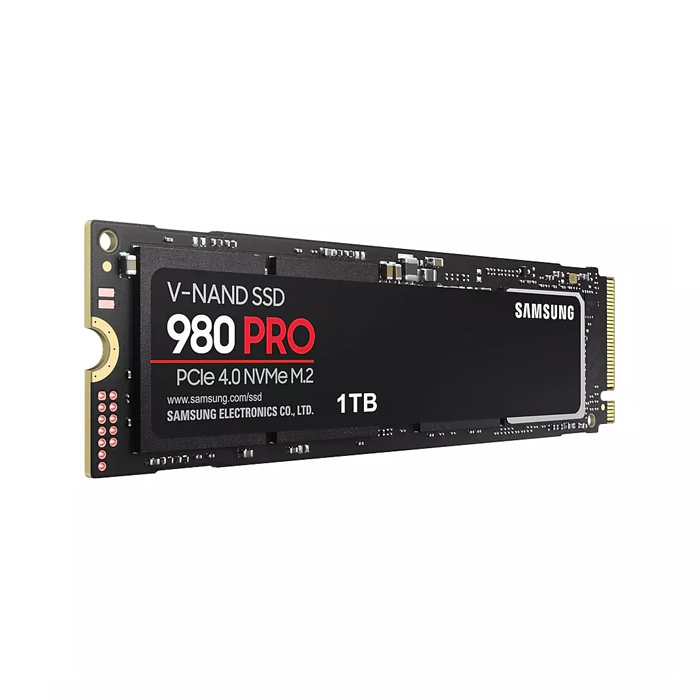 V-NAND SSD
980 PRO
PCIe 4.0 NVMe M.2
www.samsung.com/ssd
SAMSUNG ELECTRONICS CO., LTD.
1TB
SAMSUNG